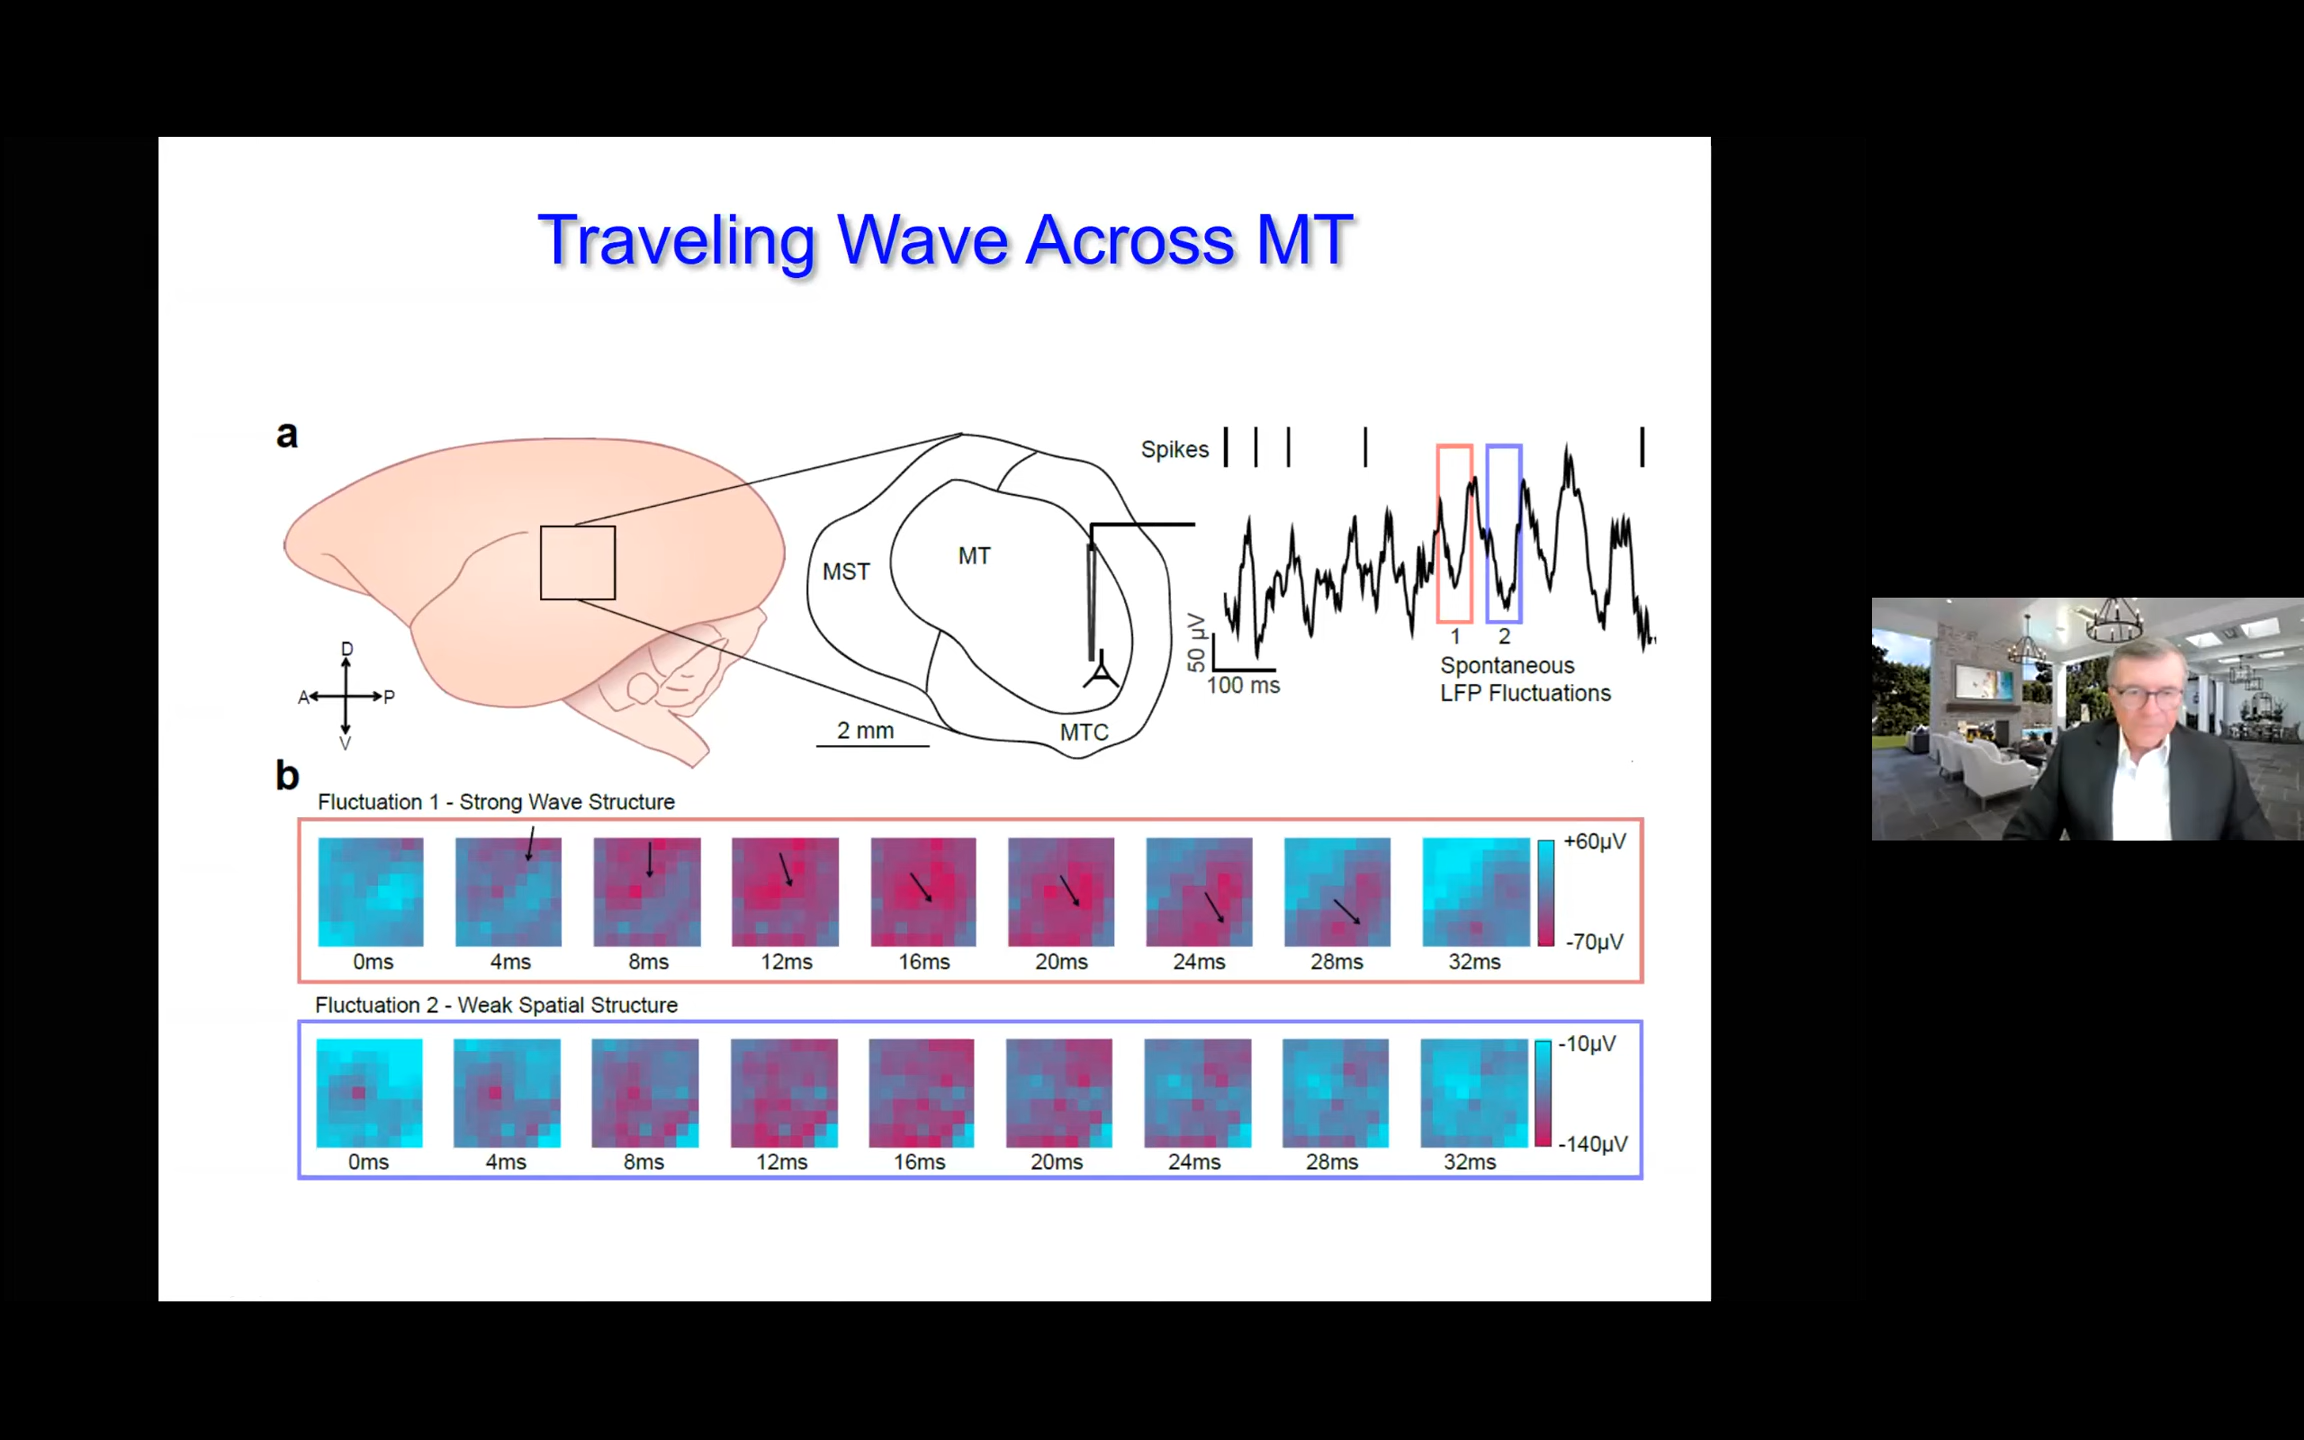 Traveling Wave Across MT
a
Spikes
MST
MT
MTC
2 mm
D
A
P
V
50 µV
100 ms
1
2
Spontaneous
LFP Fluctuations
b
Fluctuation 1 - Strong Wave Structure
+60µV
-70µV
0ms 4ms 8ms 12ms 16ms 20ms 24ms 28ms 32ms
Fluctuation 2 - Weak Spatial Structure
-10µV
-140µV
0ms 4ms 8ms 12ms 16ms 20ms 24ms 28ms 32ms